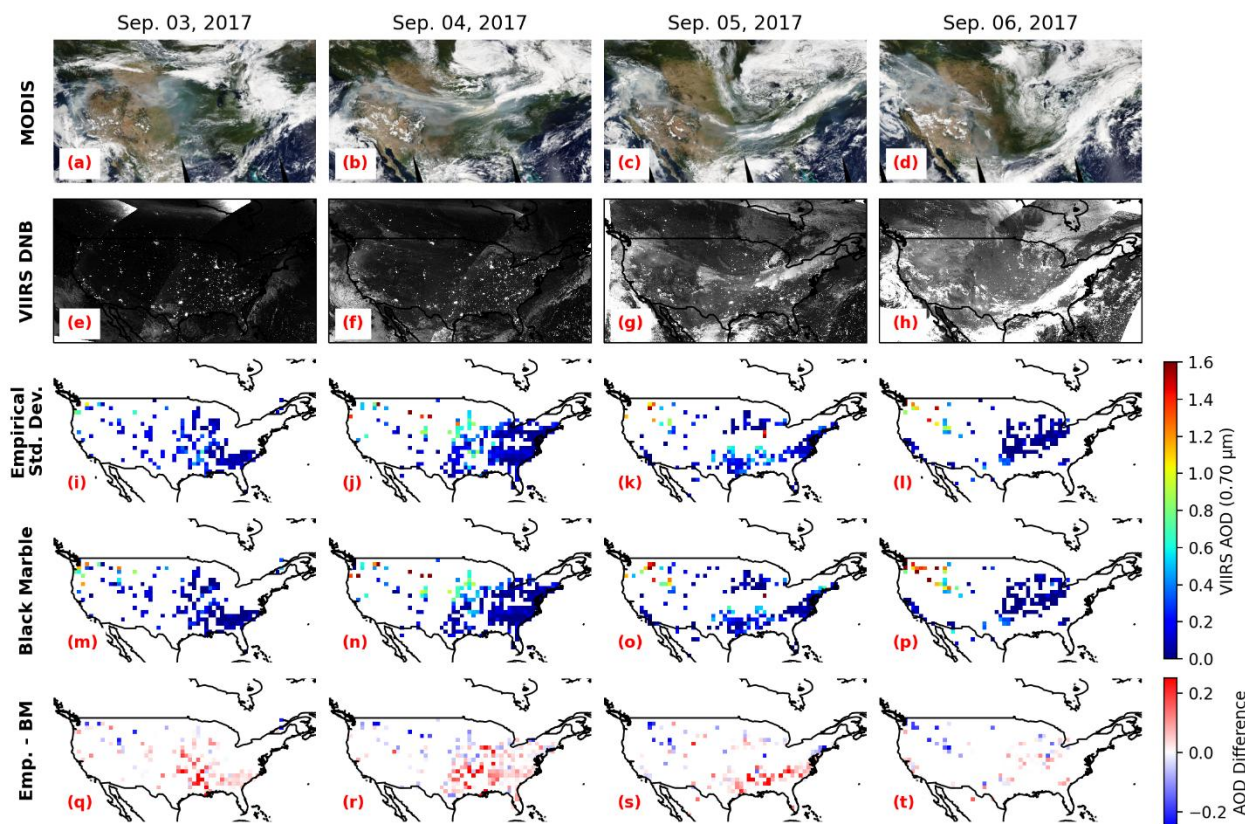 Sep. 03, 2017
Sep. 04, 2017
Sep. 05, 2017
Sep. 06, 2017
MODIS
(a)
(b)
(c)
(d)
VIIRS DNB
(e)
(f)
(g)
(h)
Empirical
Std. Dev.
(i)
(j)
(k)
(l)
Black Marble
(m)
(n)
(o)
(p)
1.6
1.4
1.2
1.0
0.8
0.6
0.4
0.2
0.0
VIIRS AOD (0.70 μm)
Emp. - BM
(q)
(r)
(s)
(t)
0.2
0.0
−0.2
AOD Difference